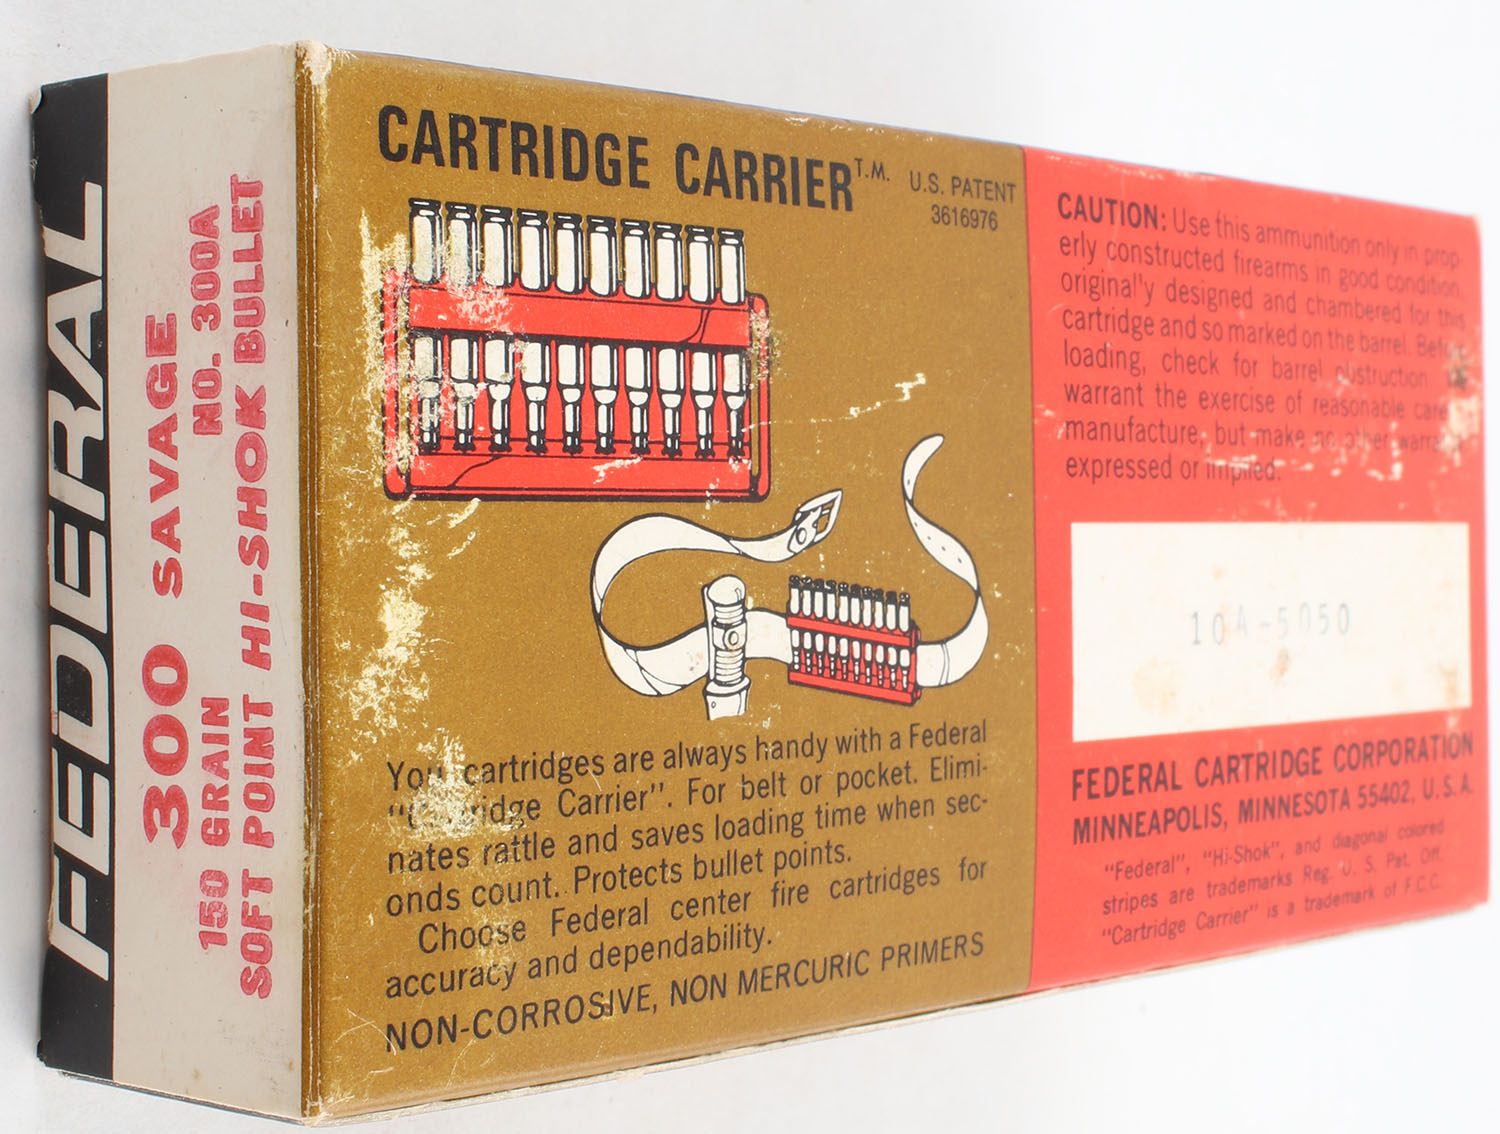 FEDERAL
300 SAVAGE
150 GRAIN NO. 300A
SOFT POINT HI-SHOK BULLET
CARTRIDGE CARRIER T.M.
U.S. PATENT
3616976
You cartridges are always handy with a Federal
Carrier". For belt or pocket. Elimi-
nates rattle and saves loading time when sec-
onds count. Protects bullet points.
Choose Federal center fire cartridges for
accuracy and dependability.
NON-CORROSIVE, NON MERCURIC PRIMERS
CAUTION: Use this ammunition only in prop-
erly constructed firearms in good condition,
original'y designed and chambered for this
cartridge and so marked on the barrel. Before
loading, check for barrel obstruction.
warrant the exercise of reasonable care
manufacture, but make no other warranty
expressed or implied.
10A-5050
FEDERAL CARTRIDGE CORPORATION
MINNEAPOLIS, MINNESOTA 55402, U.S.A.
"Federal", "Hi-Shok", and diagonal colored
stripes are trademarks Reg. U. S. Pat. Off.
"Cartridge Carrier" is a trademark of F.C.C.